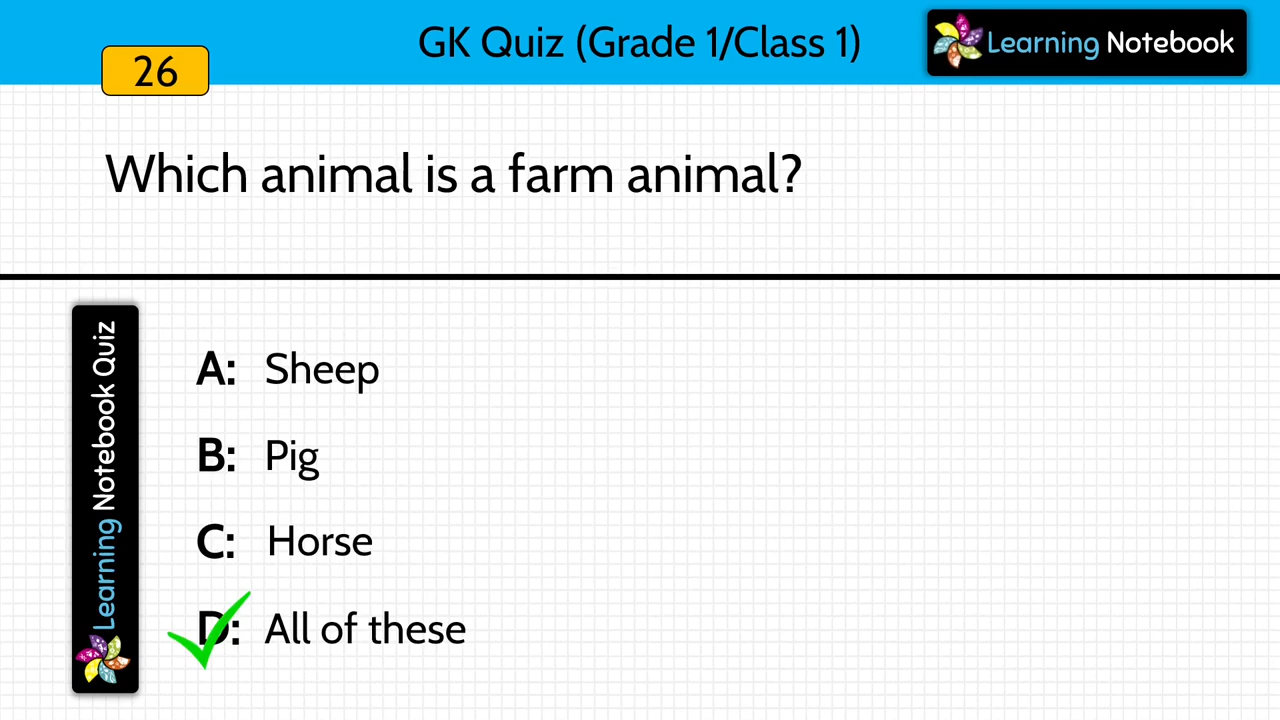 GK Quiz (Grade 1/Class 1)
Learning Notebook
26
Which animal is a farm animal?
Learning Notebook Quiz
A: Sheep
B: Pig
C: Horse
D: All of these